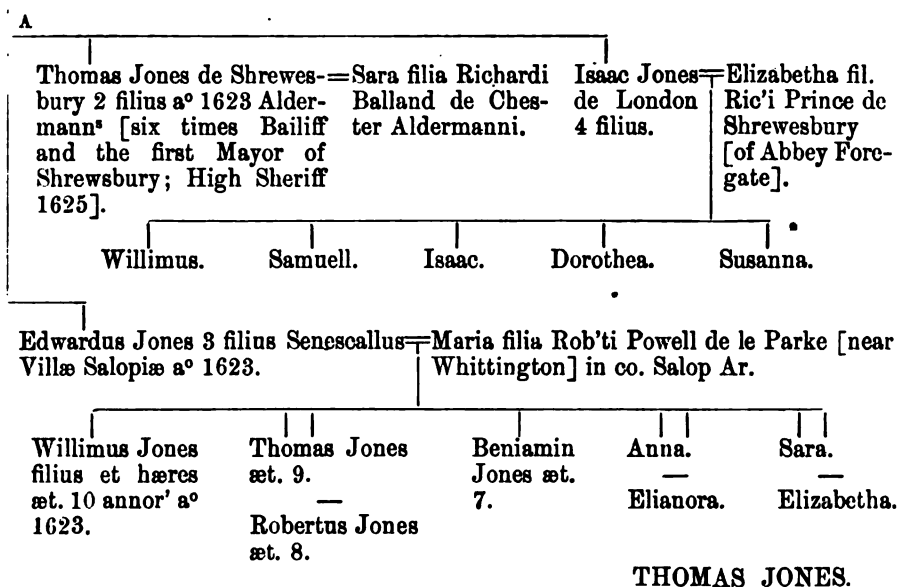 A
Thomas Jones de Shrewes-
bury 2 filius aº 1623 Alder-
mannˢ [six times Bailiff
and the first Mayor of
Shrewsbury; High Sheriff
1625].
=Sara filia Richardi
Balland de Ches-
ter Aldermanni.
Isaac Jones
de London
4 filius.
=Elizabetha fil.
Ric'i Prince de
Shrewesbury
[of Abbey Fore-
gate].
Willimus. Samuell. Isaac. Dorothea. Susanna.
Edwardus Jones 3 filius Senescallus
Villæ Salopiæ aº 1623.
=Maria filia Rob'ti Powell de le Parke [near
Whittington] in co. Salop Ar.
Willimus Jones
filius et hæres
æt. 10 annor' aº
1623.
Thomas Jones
æt. 9.
—
Robertus Jones
æt. 8.
Beniamin
Jones æt.
7.
Anna.
—
Elianora.
Sara.
—
Elizabetha.
THOMAS JONES.